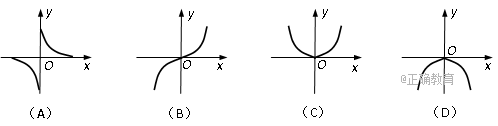 y y y y
O x O x O x O x
@正确教育
（A） （B） （C） （D）